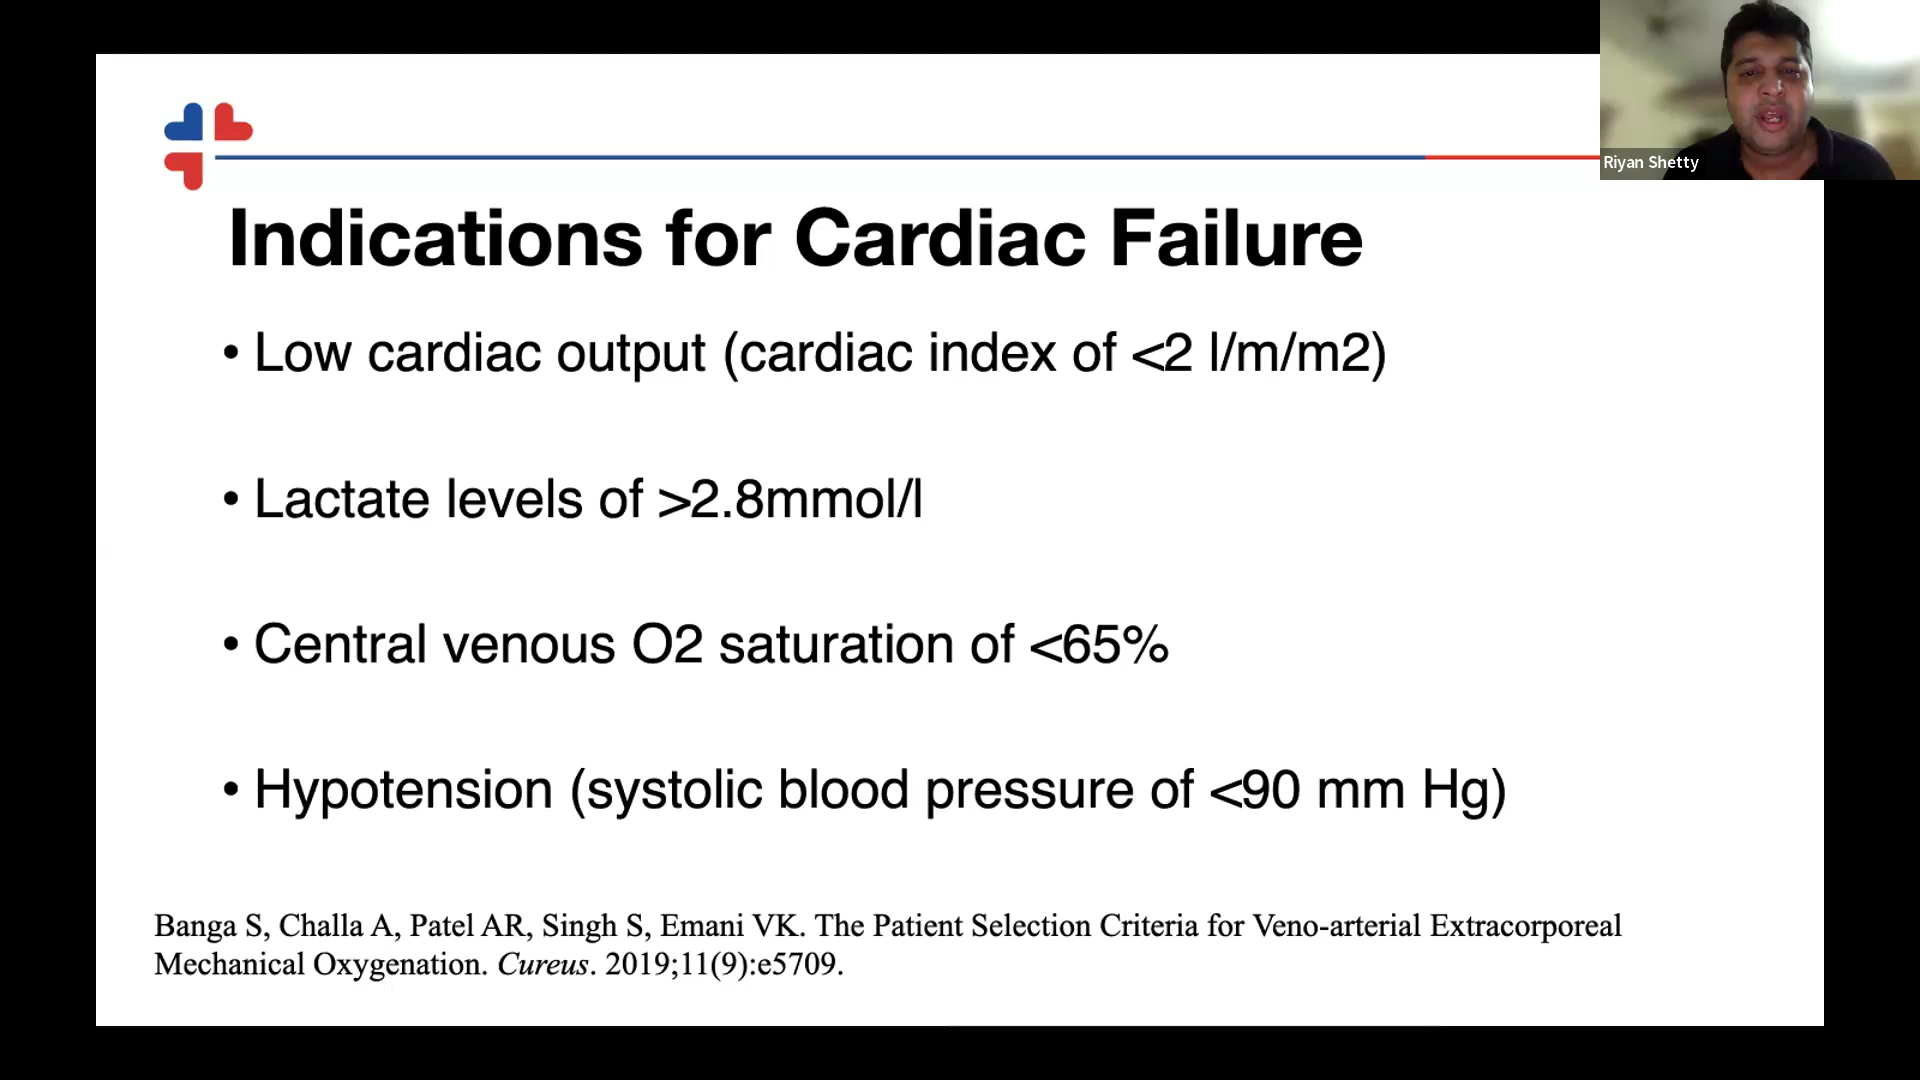 Riyan Shetty
Indications for Cardiac Failure
• Low cardiac output (cardiac index of <2 l/m/m2)
• Lactate levels of >2.8mmol/l
• Central venous O2 saturation of <65%
• Hypotension (systolic blood pressure of <90 mm Hg)
Banga S, Challa A, Patel AR, Singh S, Emani VK. The Patient Selection Criteria for Veno-arterial Extracorporeal
Mechanical Oxygenation. Cureus. 2019;11(9):e5709.